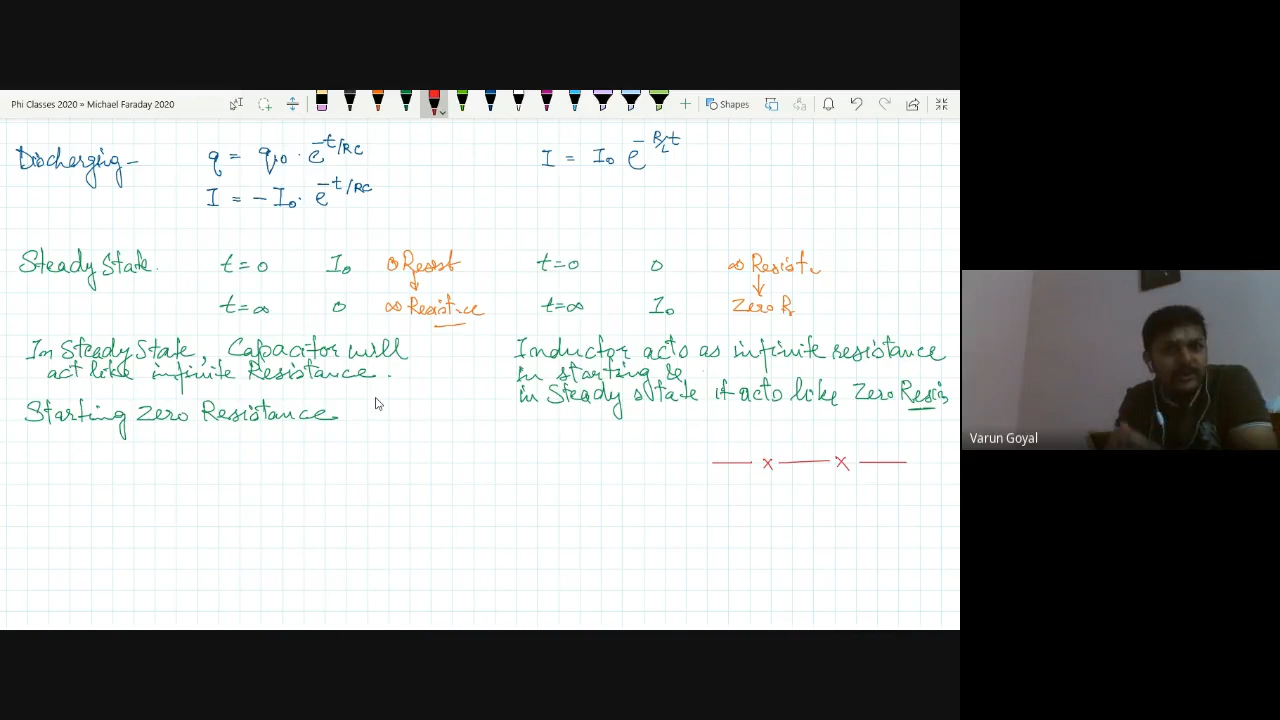 Phi Classes 2020 » Michael Faraday 2020
Shapes
Discharging – q = q0 . e^-t/RC I = I0 e^-R/L t
I = - I0 . e^-t/RC
Steady State. t = 0 I0 0 Resist t = 0 0 ∞ Resistc
↓ ↓
t = ∞ 0 ∞ Resistce t = ∞ I0 Zero R
In Steady State, Capacitor will
act like infinite Resistance.
Starting Zero Resistance
Inductor acts as infinite resistance
in starting &
in Steady state it acts like Zero Resis
— x — x —
Varun Goyal